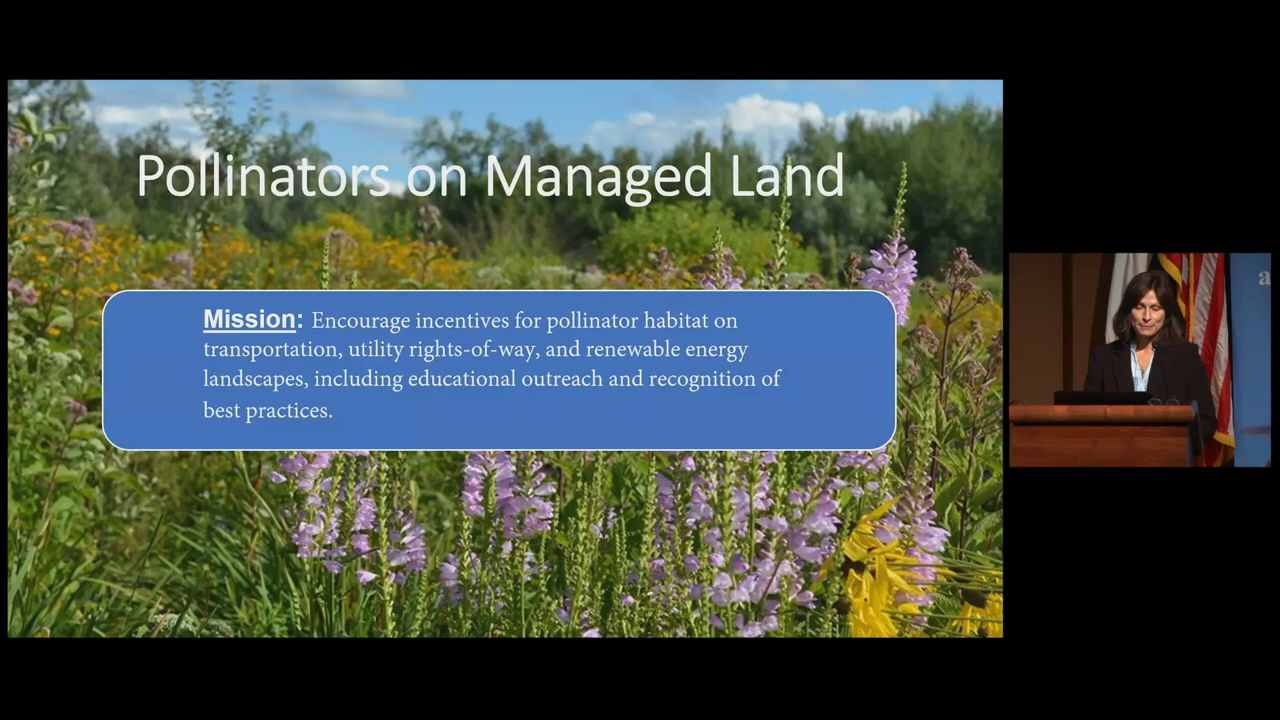 Pollinators on Managed Land
Mission: Encourage incentives for pollinator habitat on
transportation, utility rights-of-way, and renewable energy
landscapes, including educational outreach and recognition of
best practices.
a